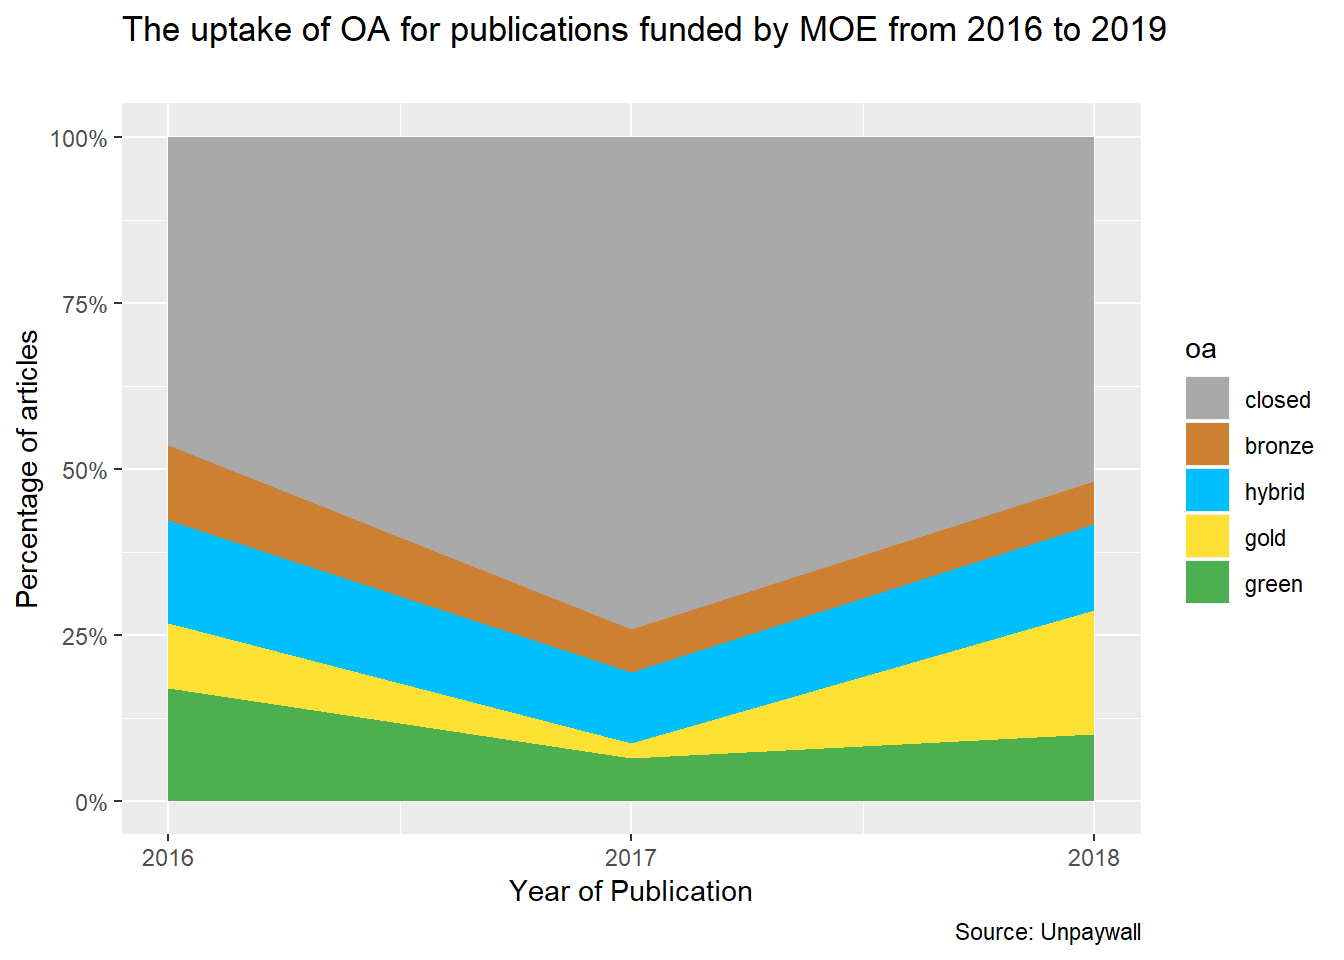 The uptake of OA for publications funded by MOE from 2016 to 2019
100%
75%
50%
25%
0%
Percentage of articles
2016
2017
2018
Year of Publication
oa
closed
bronze
hybrid
gold
green
Source: Unpaywall